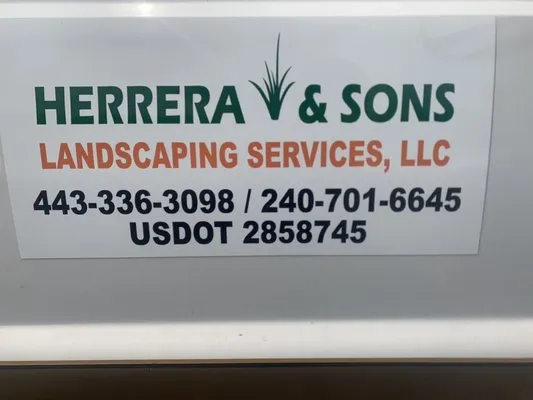 HERRERA & SONS
LANDSCAPING SERVICES, LLC
443-336-3098 / 240-701-6645
USDOT 2858745